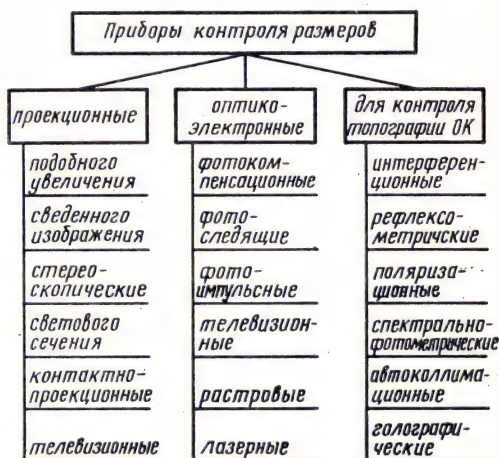 Приборы контроля размеров
проекционные
подобного
увеличения
сведенного
изображения
стерео-
скопические
светового
сечения
контактно-
проекционные
телевизионные
оптико-
электронные
фотоком-
пенсационные
фото-
следящие
фото-
импульсные
телевизион-
ные
растровые
лазерные
для контроля
топографии ОК
интерферен-
ционные
рефлексо-
метричские
поляриза-
ционные
спектрально-
фотометрические
автоколлима-
ционные
гологрaфи-
ческие